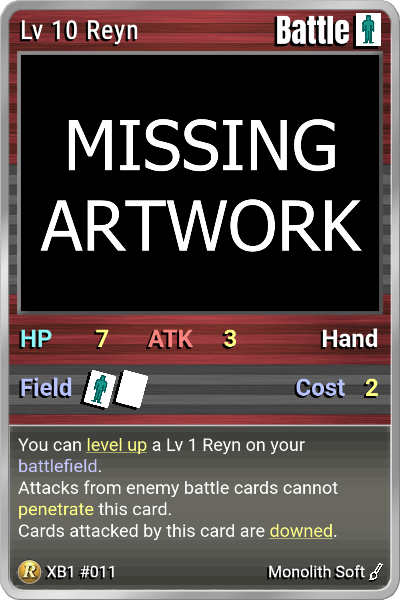 Lv 10 Reyn
Battle
MISSING
ARTWORK
HP 7 ATK 3 Hand
Field Cost 2
You can level up a Lv 1 Reyn on your
battlefield.
Attacks from enemy battle cards cannot
penetrate this card.
Cards attacked by this card are downed.
R XB1 #011 Monolith Soft